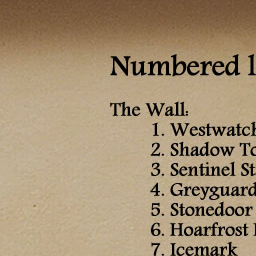 Numbered
The Wall:
1. Westwatch
2. Shadow
3. Sentinel
4. Greyguard
5. Stonedoor
6. Hoarfrost
7. Icemark